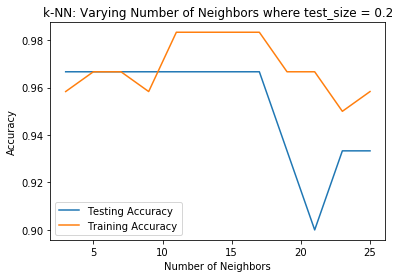 k-NN: Varying Number of Neighbors where test_size = 0.2
0.98
0.96
0.94
0.92
0.90
Accuracy
Testing Accuracy
Training Accuracy
5
10
15
20
25
Number of Neighbors